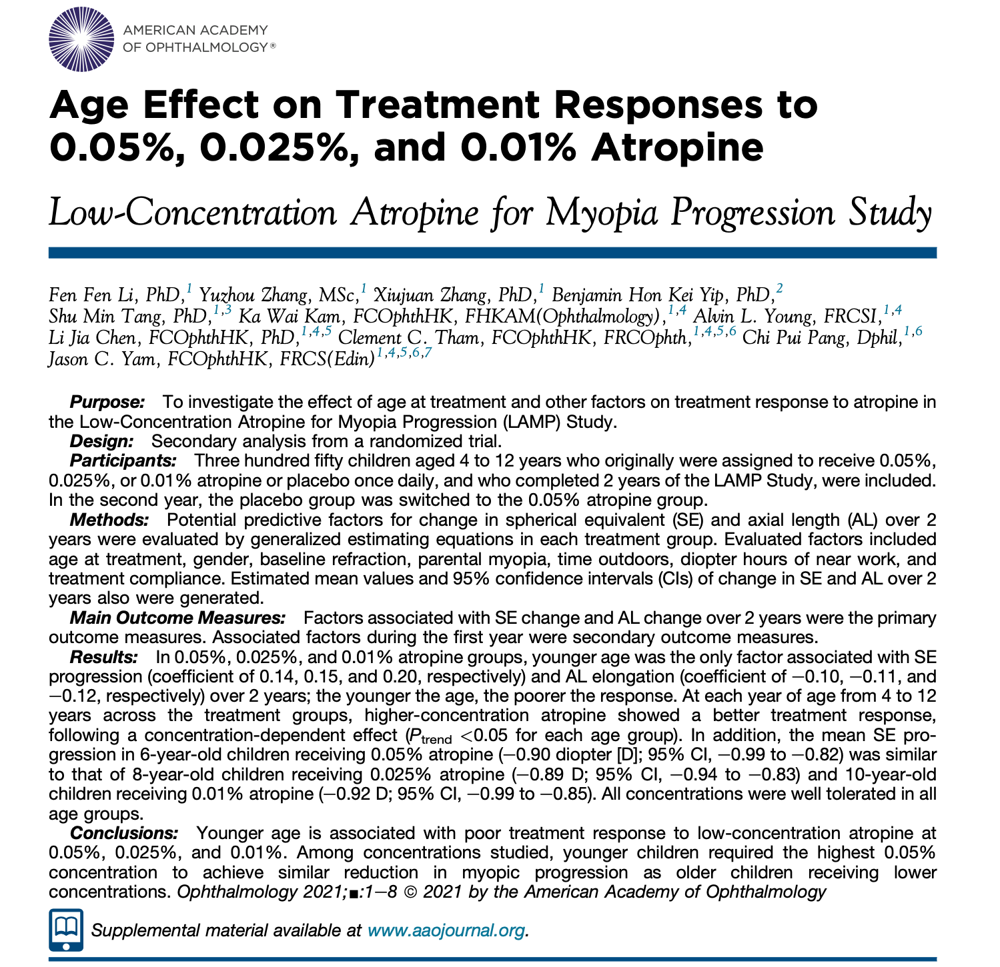 AMERICAN ACADEMY
OF OPHTHALMOLOGY®
Age Effect on Treatment Responses to
0.05%, 0.025%, and 0.01% Atropine
Low-Concentration Atropine for Myopia Progression Study
Fen Fen Li, PhD,1 Yuzhou Zhang, MSc,1 Xiujuan Zhang, PhD,1 Benjamin Hon Kei Yip, PhD,2
Shu Min Tang, PhD,1,3 Ka Wai Kam, FCOphthHK, FHKAM(Ophthalmology),1,4 Alvin L. Young, FRCSI,1,4
Li Jia Chen, FCOphthHK, PhD,1,4,5 Clement C. Tham, FCOphthHK, FRCOphth,1,4,5,6 Chi Pui Pang, Dphil,1,6
Jason C. Yam, FCOphthHK, FRCS(Edin)1,4,5,6,7
Purpose: To investigate the effect of age at treatment and other factors on treatment response to atropine in
the Low-Concentration Atropine for Myopia Progression (LAMP) Study.
Design: Secondary analysis from a randomized trial.
Participants: Three hundred fifty children aged 4 to 12 years who originally were assigned to receive 0.05%,
0.025%, or 0.01% atropine or placebo once daily, and who completed 2 years of the LAMP Study, were included.
In the second year, the placebo group was switched to the 0.05% atropine group.
Methods: Potential predictive factors for change in spherical equivalent (SE) and axial length (AL) over 2
years were evaluated by generalized estimating equations in each treatment group. Evaluated factors included
age at treatment, gender, baseline refraction, parental myopia, time outdoors, diopter hours of near work, and
treatment compliance. Estimated mean values and 95% confidence intervals (CIs) of change in SE and AL over 2
years also were generated.
Main Outcome Measures: Factors associated with SE change and AL change over 2 years were the primary
outcome measures. Associated factors during the first year were secondary outcome measures.
Results: In 0.05%, 0.025%, and 0.01% atropine groups, younger age was the only factor associated with SE
progression (coefficient of 0.14, 0.15, and 0.20, respectively) and AL elongation (coefficient of −0.10, −0.11, and
−0.12, respectively) over 2 years; the younger the age, the poorer the response. At each year of age from 4 to 12
years across the treatment groups, higher-concentration atropine showed a better treatment response,
following a concentration-dependent effect (Ptrend <0.05 for each age group). In addition, the mean SE pro-
gression in 6-year-old children receiving 0.05% atropine (−0.90 diopter [D]; 95% CI, −0.99 to −0.82) was similar
to that of 8-year-old children receiving 0.025% atropine (−0.89 D; 95% CI, −0.94 to −0.83) and 10-year-old
children receiving 0.01% atropine (−0.92 D; 95% CI, −0.99 to −0.85). All concentrations were well tolerated in all
age groups.
Conclusions: Younger age is associated with poor treatment response to low-concentration atropine at
0.05%, 0.025%, and 0.01%. Among concentrations studied, younger children required the highest 0.05%
concentration to achieve similar reduction in myopic progression as older children receiving lower
concentrations. Ophthalmology 2021;■:1–8 © 2021 by the American Academy of Ophthalmology
Supplemental material available at www.aaojournal.org.